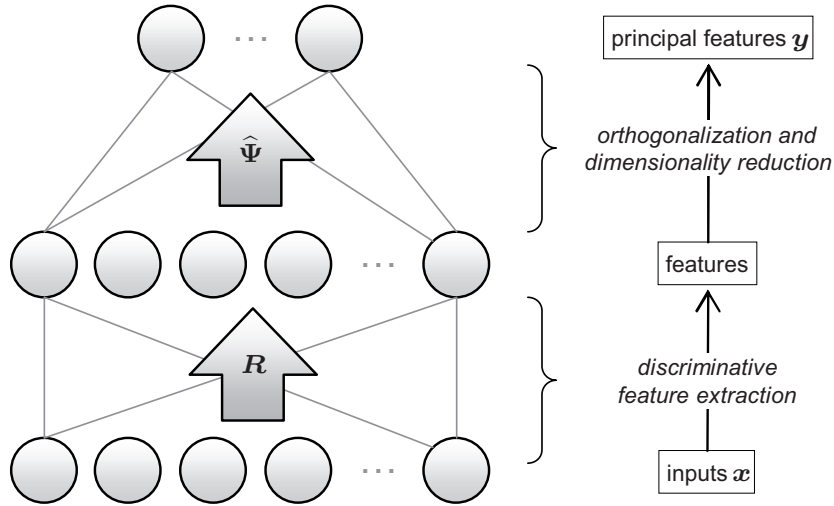 principal features y
Ψ̂
orthogonalization and
dimensionality reduction
features
R
discriminative
feature extraction
inputs x